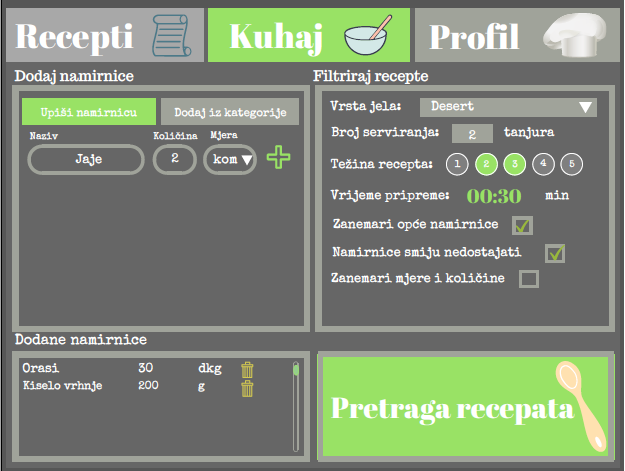 Recepti
Kuhaj
Profil
Dodaj namirnice
Upiši namirnicu
Dodaj iz kategorije
Naziv
Količina
Mjera
Jaje
2
kom
Filtriraj recepte
Vrsta jela:
Desert
Broj serviranja:
2
tanjura
Težina recepta:
1 2 3 4 5
Vrijeme pripreme:
00:30
min
Zanemari opće namirnice
Namirnice smiju nedostajati
Zanemari mjere i količine
Dodane namirnice
Orasi 30 dkg
Kiselo vrhnje 200 g
Pretraga recepata